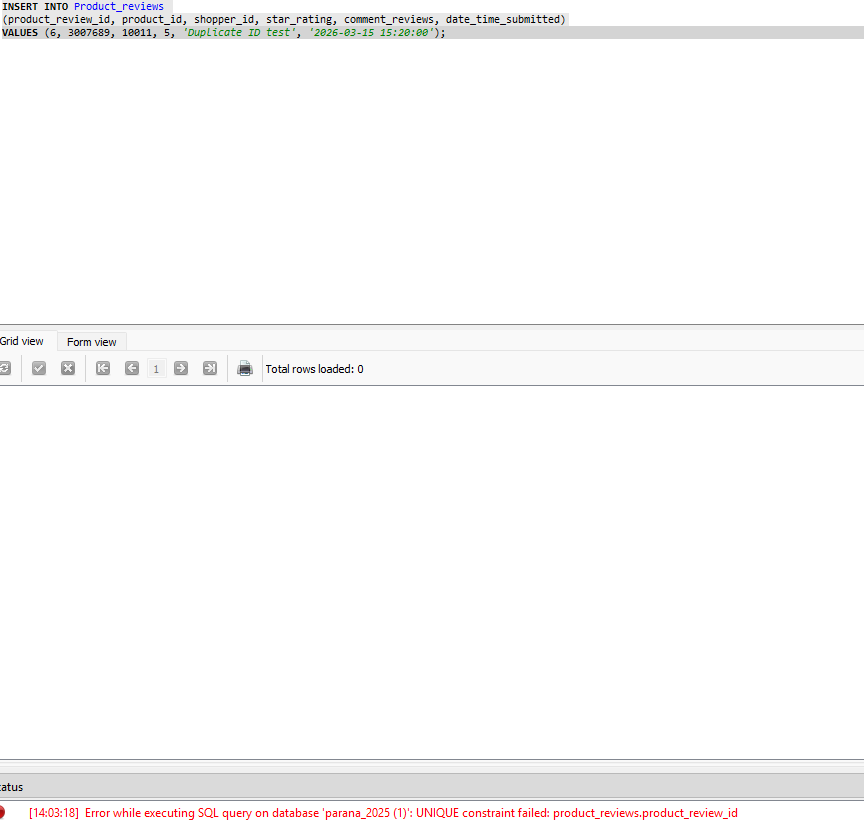 INSERT INTO Product_reviews
(product_review_id, product_id, shopper_id, star_rating, comment_reviews, date_time_submitted)
VALUES (6, 3007689, 10011, 5, 'Duplicate ID test', '2026-03-15 15:20:00');
Grid view Form view
1 Total rows loaded: 0
tatus
[14:03:18] Error while executing SQL query on database 'parana_2025 (1)': UNIQUE constraint failed: product_reviews.product_review_id